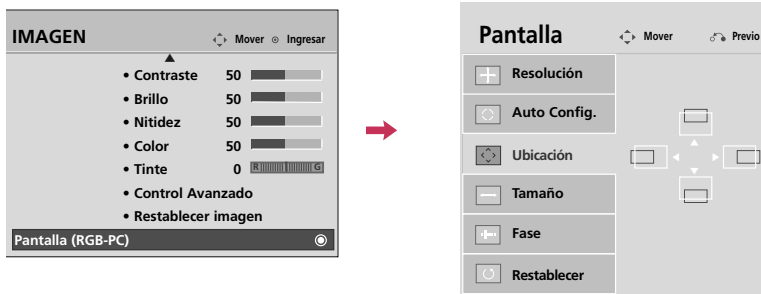 IMAGEN
Mover
Ingresar
• Contraste 50
• Brillo 50
• Nitidez 50
• Color 50
• Tinte 0 R G
• Control Avanzado
• Restablecer imagen
Pantalla (RGB-PC)
Pantalla
Mover
Previo
Resolución
Auto Config.
Ubicación
Tamaño
Fase
Restablecer